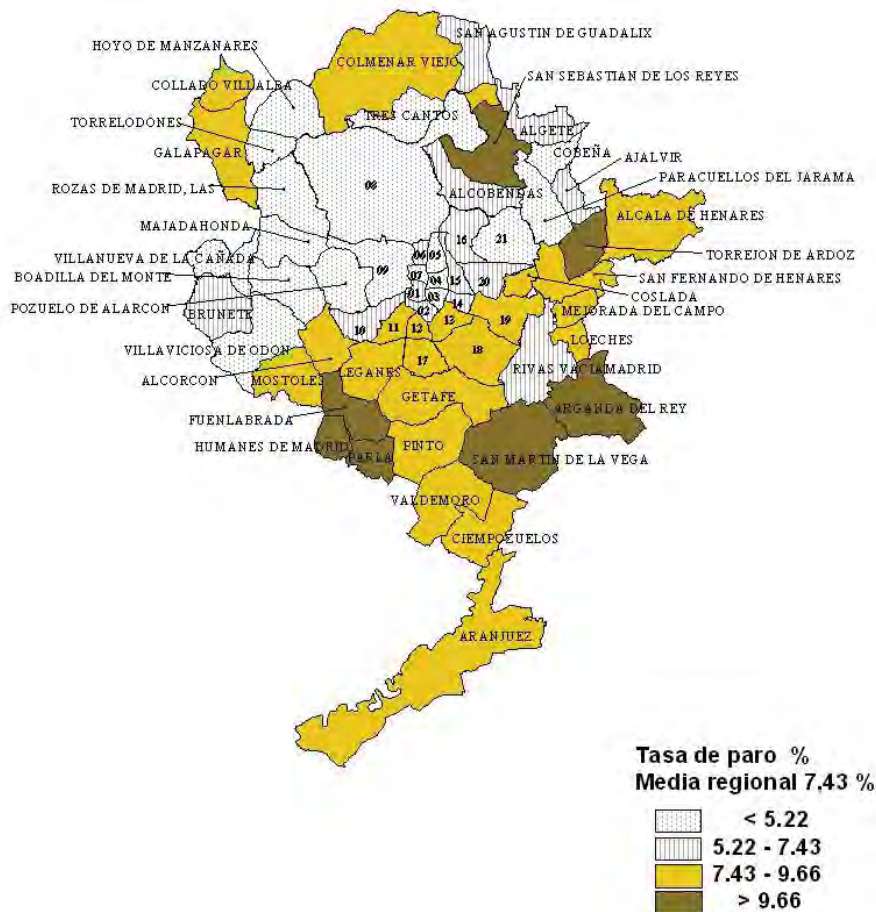 SAN AGUSTIN DE GUADALIX
HOYO DE MANZANARES
COLMENAR VIEJO
SAN SEBASTIAN DE LOS REYES
COLLADO VILLALBA
TRES CANTOS
TORRELODONES
ALGETE
GALAPAGAR
COBEÑA
AJALVIR
PARACUELLOS DEL JARAMA
ROZAS DE MADRID, LAS
08
ALCOBENDAS
ALCALA DE HENARES
MAJADAHONDA
16
21
VILLANUEVA DE LA CAÑADA
06
05
TORREJON DE ARDOZ
BOADILLA DEL MONTE
09
07
04
15
20
SAN FERNANDO DE HENARES
POZUELO DE ALARCON
01
03
14
COSLADA
BRUNETE
02
MEJORADA DEL CAMPO
10
11
12
13
19
LOECHES
VILLAVICIOSA DE ODON
17
18
RIVAS VACIAMADRID
ALCORCON
MOSTOLES
LEGANES
GETAFE
ARGANDA DEL REY
FUENLABRADA
HUMANES DE MADRID
PARLA
PINTO
SAN MARTIN DE LA VEGA
VALDEMORO
CIEMPOZUELOS
ARANJUEZ
Tasa de paro %
Media regional 7.43 %
< 5.22
5.22 - 7.43
7.43 - 9.66
> 9.66